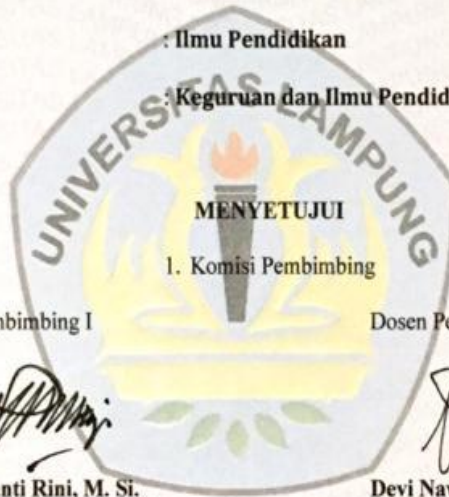 : Ilmu Pendidikan
: Keguruan dan Ilmu Pendid
UNIVERSITAS LAMPUNG
MENYETUJUI
1. Komisi Pembimbing
mbimbing I Dosen Pe
nti Rini, M. Si. Devi Nav